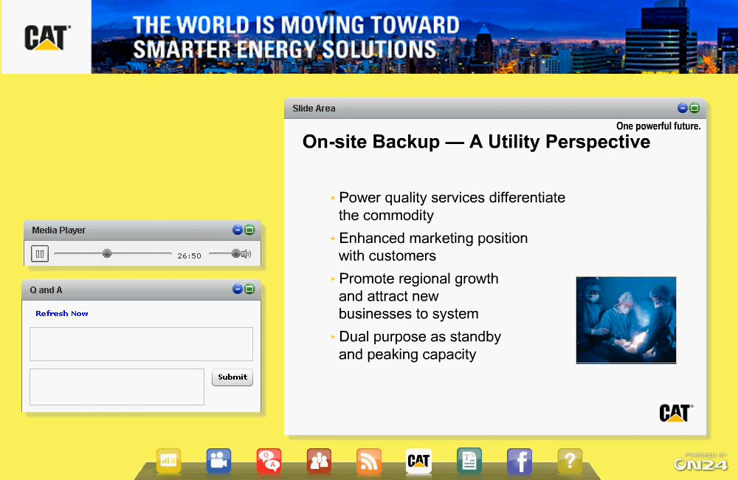 CAT
THE WORLD IS MOVING TOWARD
SMARTER ENERGY SOLUTIONS
Slide Area
One powerful future.
On-site Backup — A Utility Perspective
• Power quality services differentiate
the commodity
• Enhanced marketing position
with customers
• Promote regional growth
and attract new
businesses to system
• Dual purpose as standby
and peaking capacity
CAT
Media Player
26:50
Q and A
Refresh Now
Submit
Q
A
CAT
f
?
POWERED BY
ON24